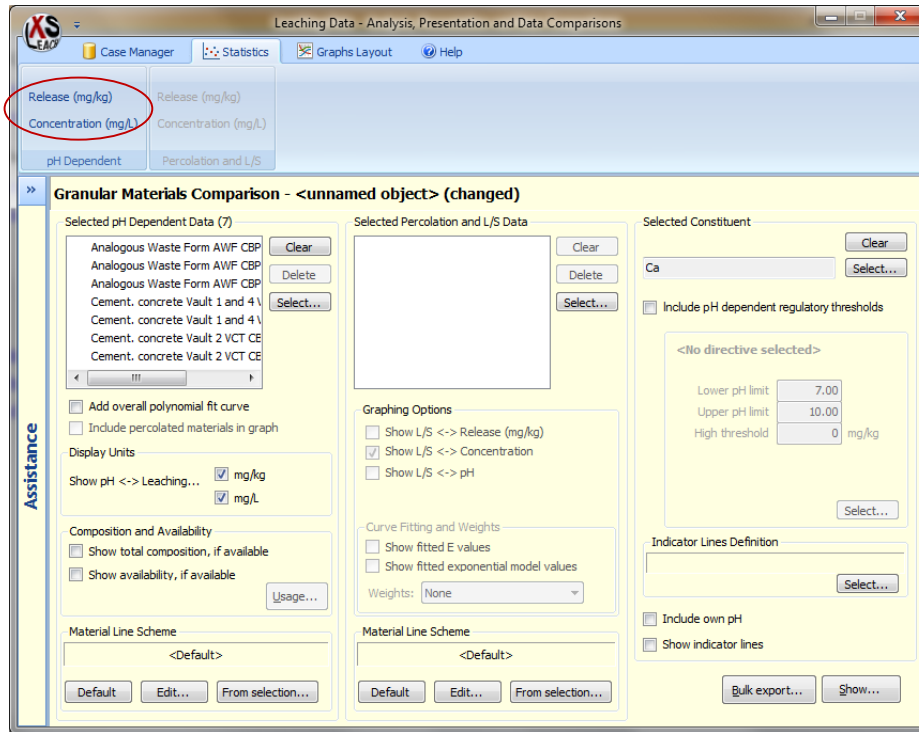 Leaching Data - Analysis, Presentation and Data Comparisons
XS
LEACH
Case Manager
Statistics
Graphs Layout
Help
Release (mg/kg)
Concentration (mg/L)
pH Dependent
Release (mg/kg)
Concentration (mg/L)
Percolation and L/S
»
Assistance
Granular Materials Comparison - <unnamed object> (changed)
Selected pH Dependent Data (7)
Analogous Waste Form AWF CBP
Analogous Waste Form AWF CBP
Analogous Waste Form AWF CBP
Cement. concrete Vault 1 and 4 V
Cement. concrete Vault 1 and 4 V
Cement. concrete Vault 2 VCT CE
Cement. concrete Vault 2 VCT CE
Clear
Delete
Select...
Add overall polynomial fit curve
Include percolated materials in graph
Display Units
Show pH <-> Leaching...
mg/kg
mg/L
Composition and Availability
Show total composition, if available
Show availability, if available
Usage...
Material Line Scheme
<Default>
Default
Edit...
From selection...
Selected Percolation and L/S Data
Clear
Delete
Select...
Graphing Options
Show L/S <-> Release (mg/kg)
Show L/S <-> Concentration
Show L/S <-> pH
Curve Fitting and Weights
Show fitted E values
Show fitted exponential model values
Weights: None
Material Line Scheme
<Default>
Default
Edit...
From selection...
Selected Constituent
Clear
Ca
Select...
Include pH dependent regulatory thresholds
<No directive selected>
Lower pH limit 7.00
Upper pH limit 10.00
High threshold 0 mg/kg
Select...
Indicator Lines Definition
Select...
Include own pH
Show indicator lines
Bulk export...
Show...